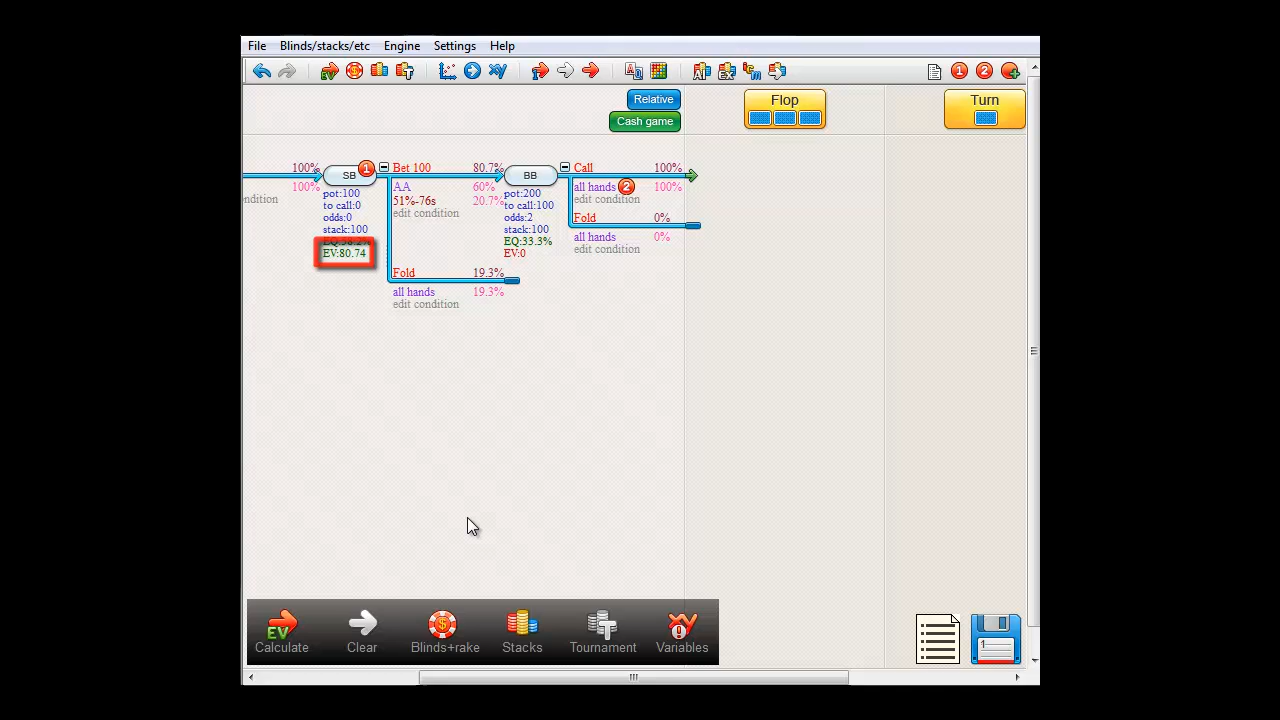 File Blinds/stacks/etc Engine Settings Help
Relative
Cash game
Flop
Turn
100% SB 1 Bet 100 80.7% BB Call 100%
100% AA 60% all hands 2 100%
ndition 51%-76s 20.7% edit condition
edit condition
pot:100
to call:0
odds:0
stack:100
EV:80.74
pot:200
to call:100
odds:2
stack:100
EQ:33.3%
EV:0
Fold 0%
all hands 0%
edit condition
Fold 19.3%
all hands 19.3%
edit condition
Calculate Clear Blinds+rake Stacks Tournament Variables